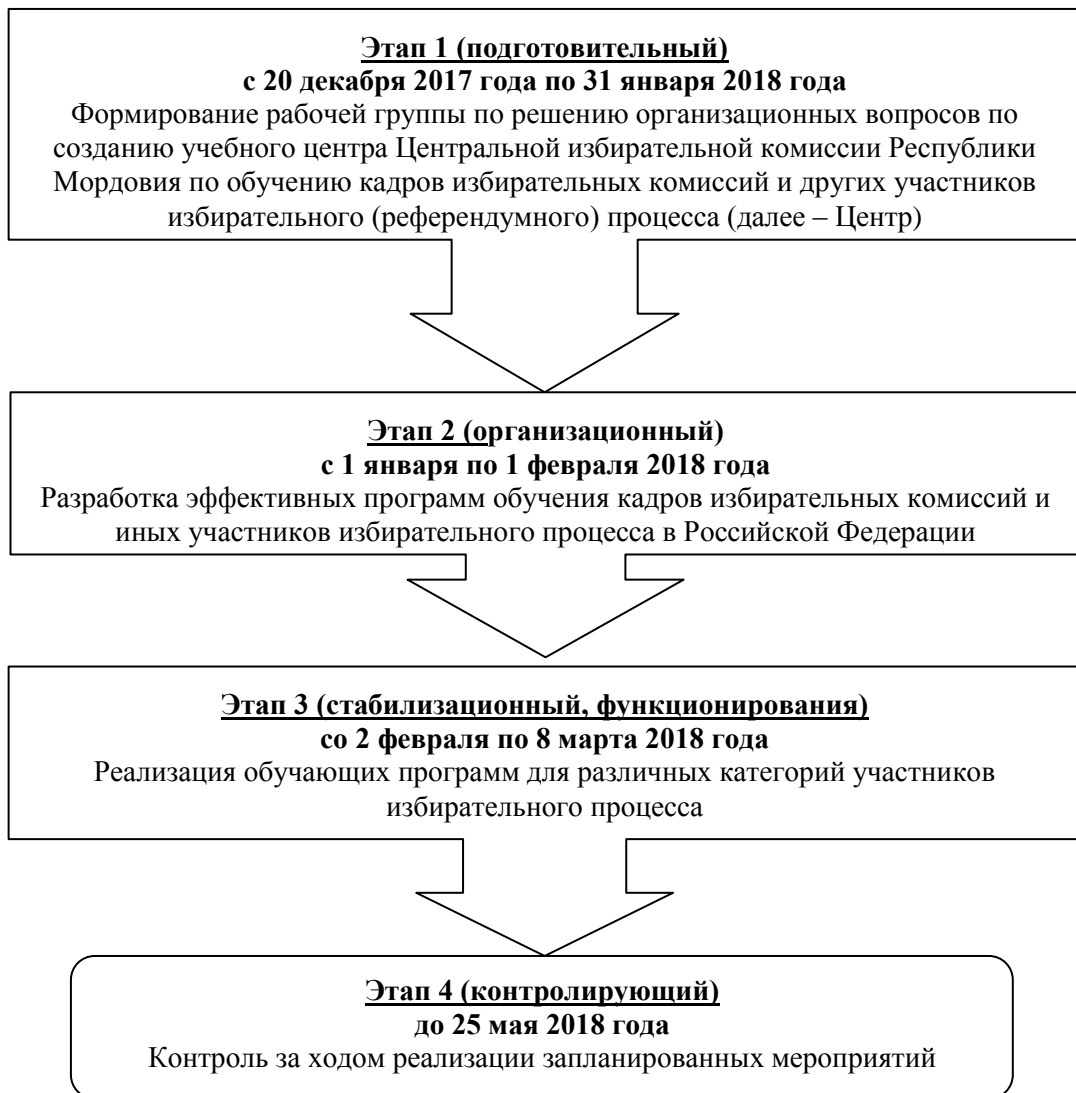 Этап 1 (подготовительный)
с 20 декабря 2017 года по 31 января 2018 года
Формирование рабочей группы по решению организационных вопросов по
созданию учебного центра Центральной избирательной комиссии Республики
Мордовия по обучению кадров избирательных комиссий и других участников
избирательного (референдумного) процесса (далее – Центр)
Этап 2 (организационный)
с 1 января по 1 февраля 2018 года
Разработка эффективных программ обучения кадров избирательных комиссий и
иных участников избирательного процесса в Российской Федерации
Этап 3 (стабилизационный, функционирования)
со 2 февраля по 8 марта 2018 года
Реализация обучающих программ для различных категорий участников
избирательного процесса
Этап 4 (контролирующий)
до 25 мая 2018 года
Контроль за ходом реализации запланированных мероприятий